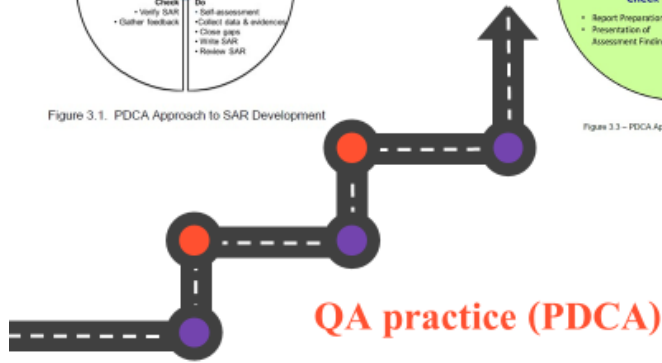 Check
• Verify SAR
• Gather feedback
Do
• Self-assessment
•Collect data & evidences
• Close gaps
• Write SAR
• Review SAR
Figure 3.1. PDCA Approach to SAR Development
• Report Preparation
• Presentation of
Assessment Findin
Figure 3.3 – PDCA Ap
QA practice (PDCA)